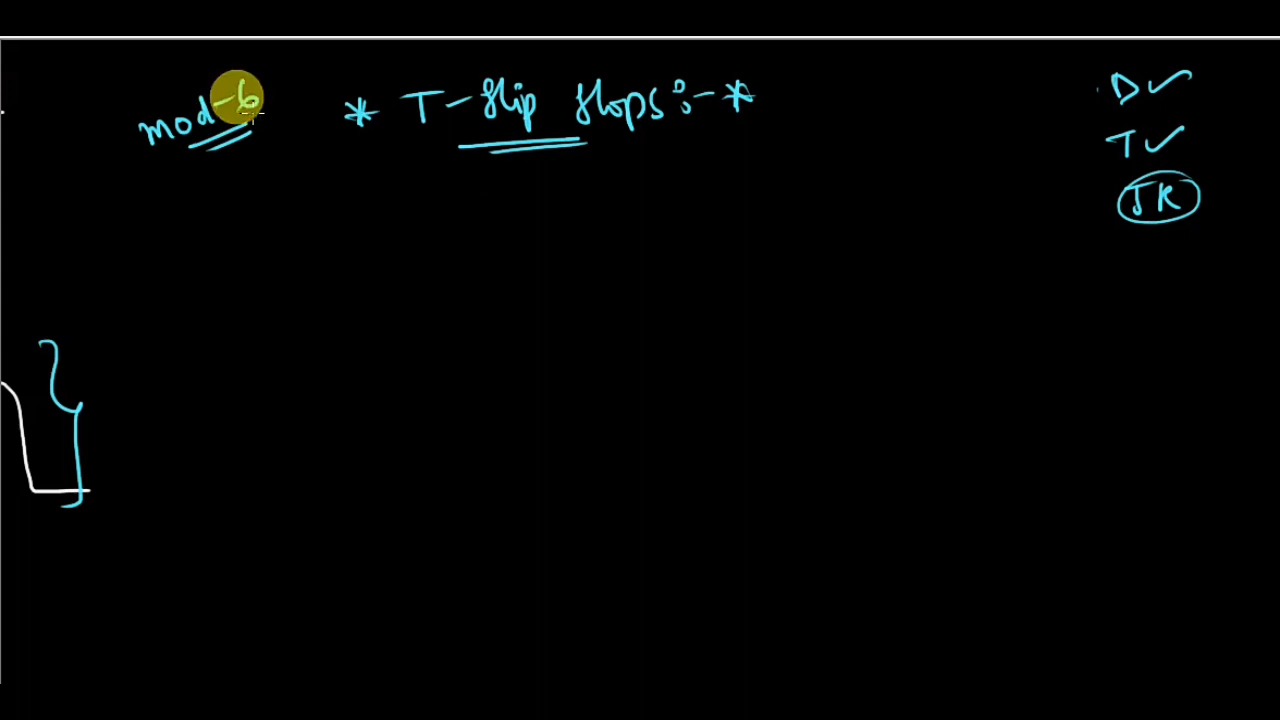 mod-6 * T-flip flops:- *
D✓
T✓
JK